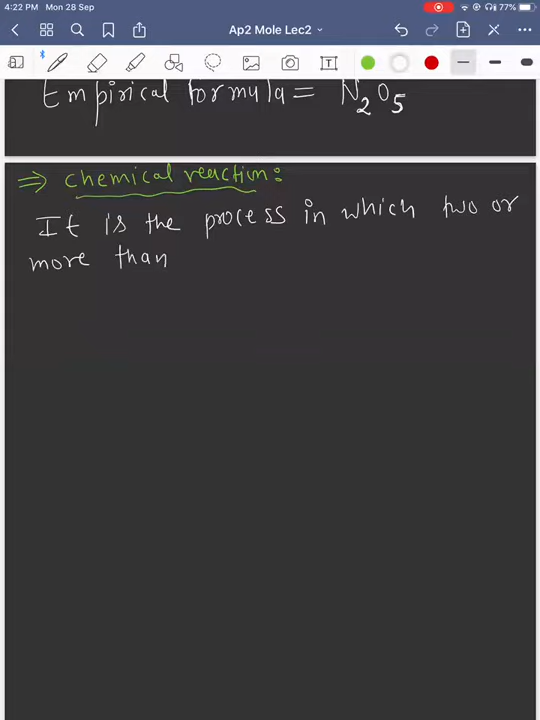 4:22 PM Mon 28 Sep 77%
Ap2 Mole Lec2
T
Empirical formula = N₂O₅
⇒ chemical reaction:
It is the process in which two or
more than